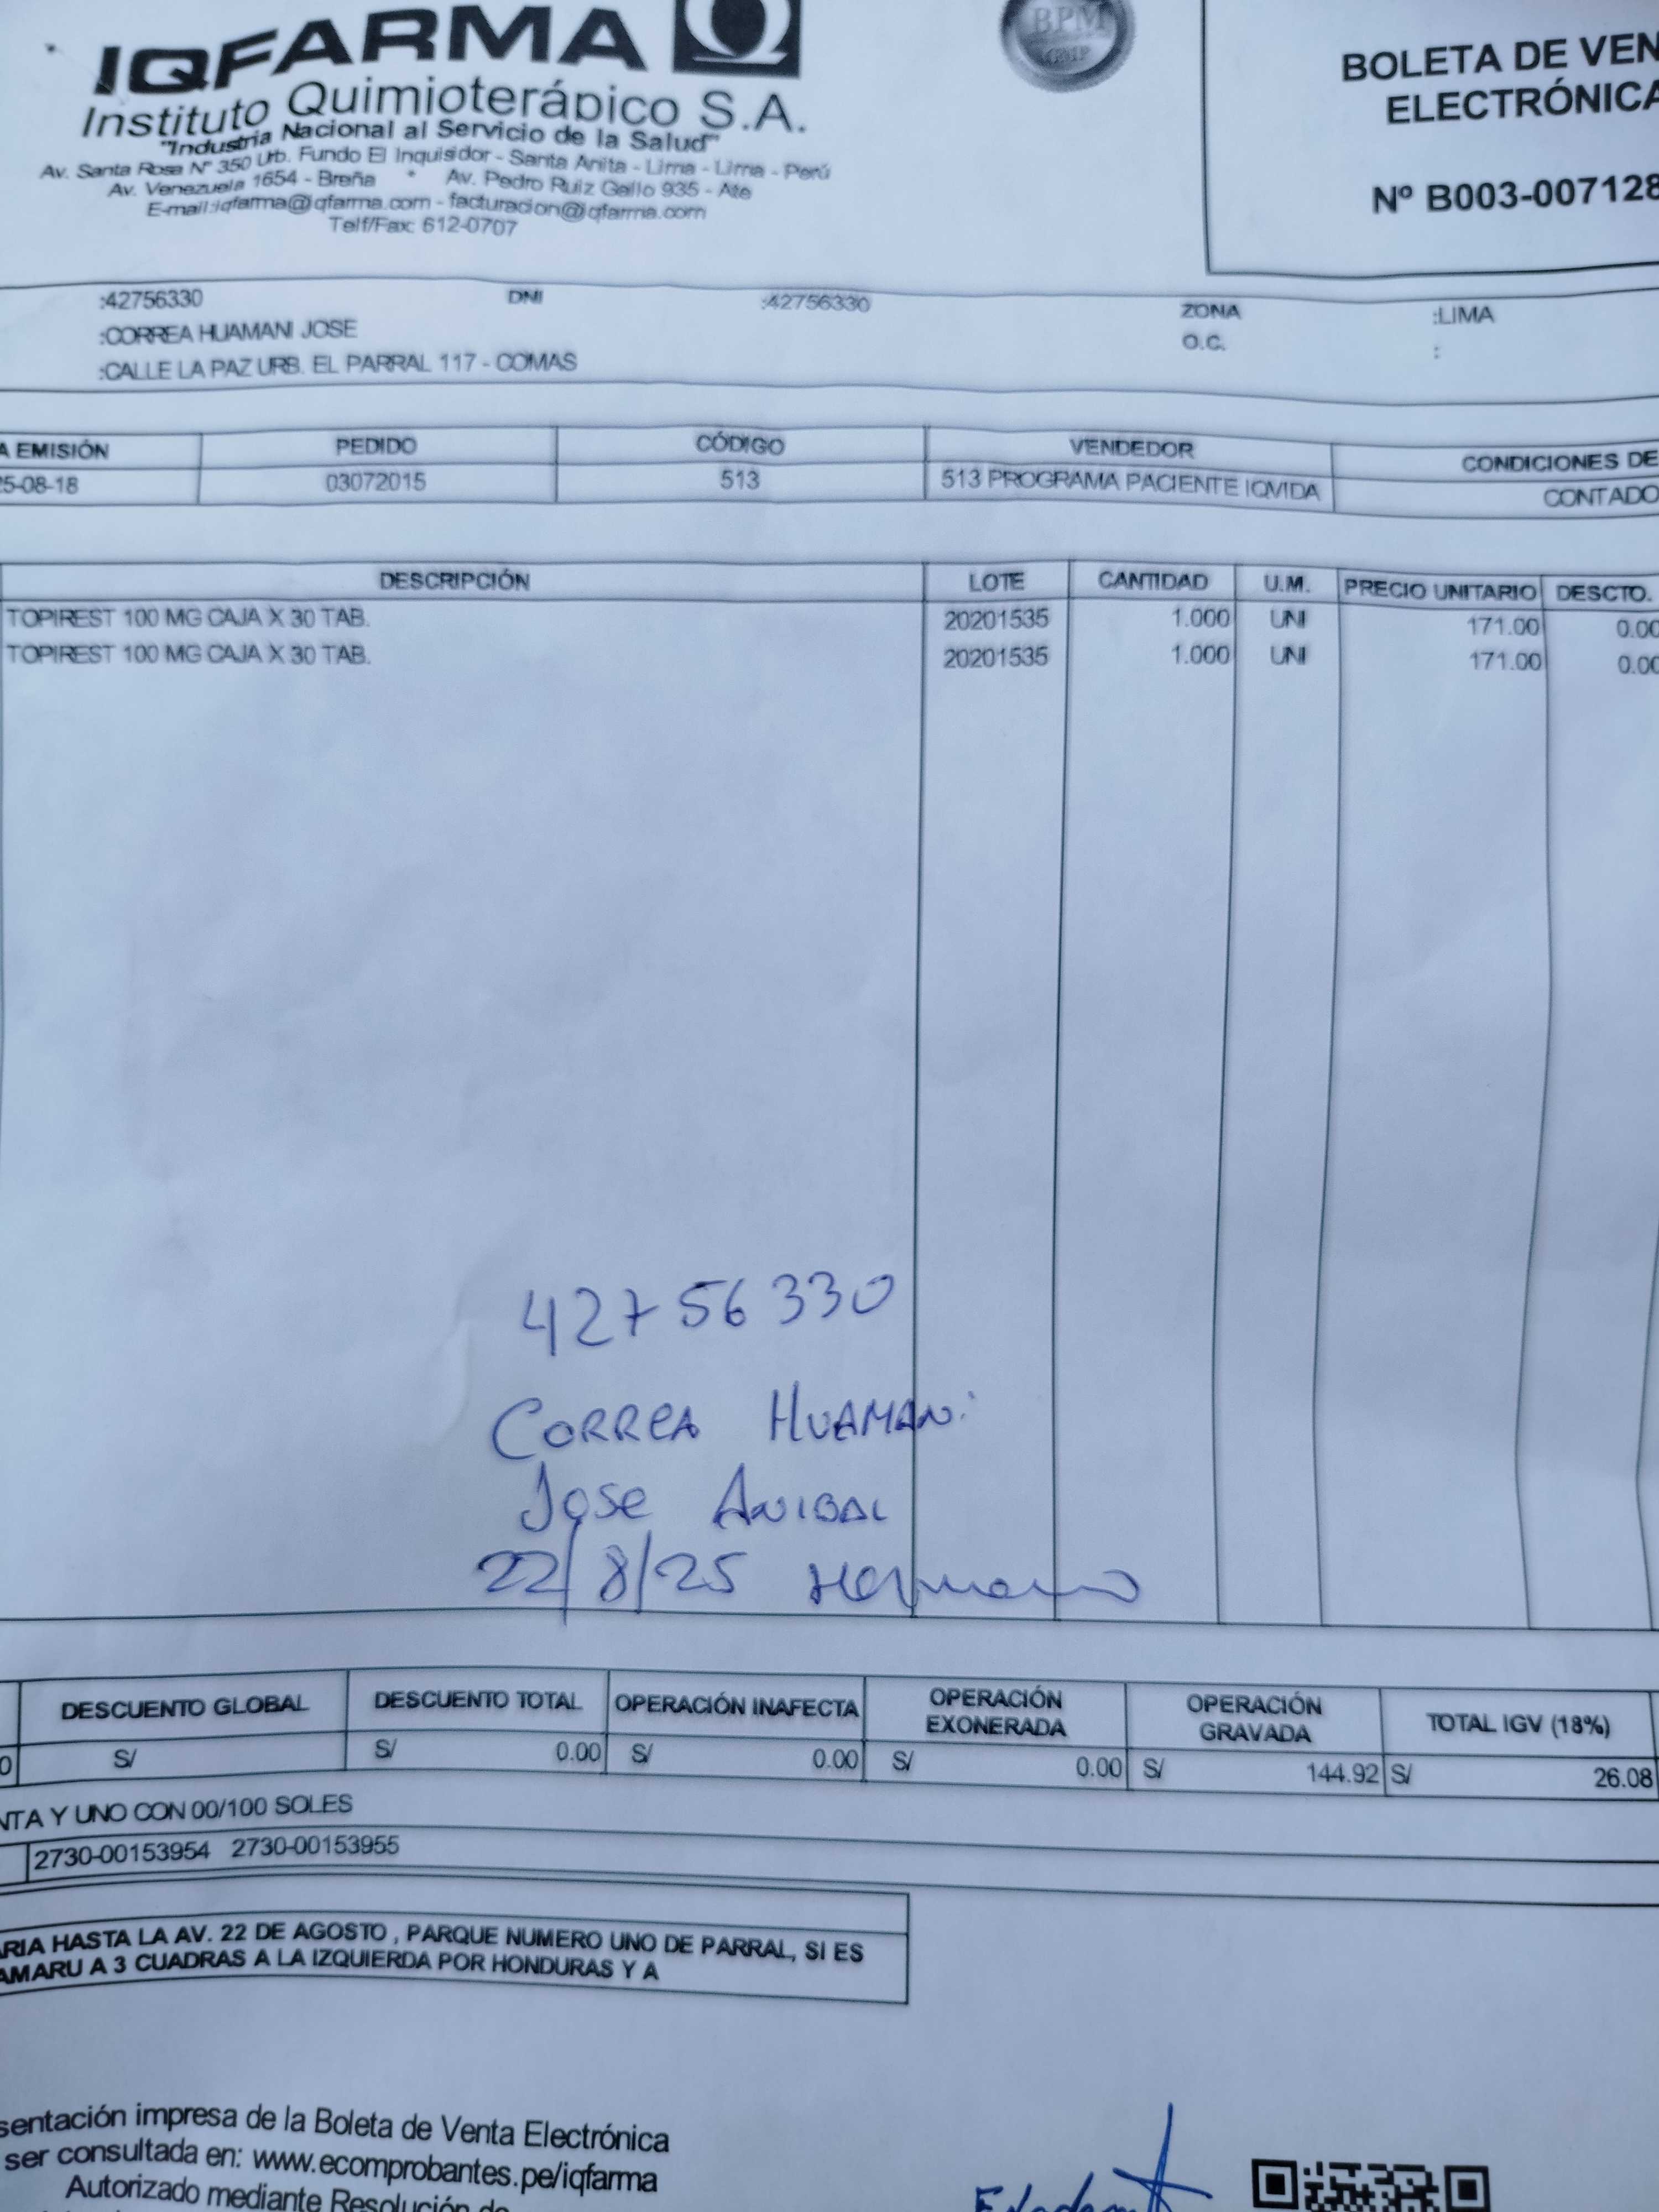 IQFARMA
Instituto Quimioterápico S.A.
"Industria Nacional al Servicio de la Salud"
Av. Santa Rosa Nº 350 Urb. Fundo El Inquisidor - Santa Anita - Lima - Lima - Perú
Av. Venezuela 1654 - Breña * Av. Pedro Ruiz Gallo 935 - Ate
E-mail:iqfarma@iqfarma.com - facturacion@iqfarma.com
Telf/Fax: 612-0707
BPM
BOLETA DE VEN
ELECTRÓNICA
Nº B003-007128
:42756330 DNI :42756330 ZONA :LIMA
:CORREA HUAMANI JOSE O.C. :
:CALLE LA PAZ URB. EL PARRAL 117 - COMAS
A EMISIÓN PEDIDO CÓDIGO VENDEDOR CONDICIONES DE
5-08-18 03072015 513 513 PROGRAMA PACIENTE IQVIDA CONTADO
DESCRIPCIÓN LOTE CANTIDAD U.M. PRECIO UNITARIO DESCTO.
TOPIREST 100 MG CAJA X 30 TAB. 20201535 1.000 UNI 171.00 0.00
TOPIREST 100 MG CAJA X 30 TAB. 20201535 1.000 UNI 171.00 0.00
42756330
CORREA HUAMANI
Jose ANIBAL
22/8/25 Hermano
DESCUENTO GLOBAL DESCUENTO TOTAL OPERACIÓN INAFECTA OPERACIÓN EXONERADA OPERACIÓN GRAVADA TOTAL IGV (18%)
0 S/ S/ 0.00 S/ 0.00 S/ 0.00 S/ 144.92 S/ 26.08
NTA Y UNO CON 00/100 SOLES
2730-00153954 2730-00153955
ARIA HASTA LA AV. 22 DE AGOSTO , PARQUE NUMERO UNO DE PARRAL, SI ES
AMARU A 3 CUADRAS A LA IZQUIERDA POR HONDURAS Y A
sentación impresa de la Boleta de Venta Electrónica
ser consultada en: www.ecomprobantes.pe/iqfarma
Autorizado mediante Resolución de